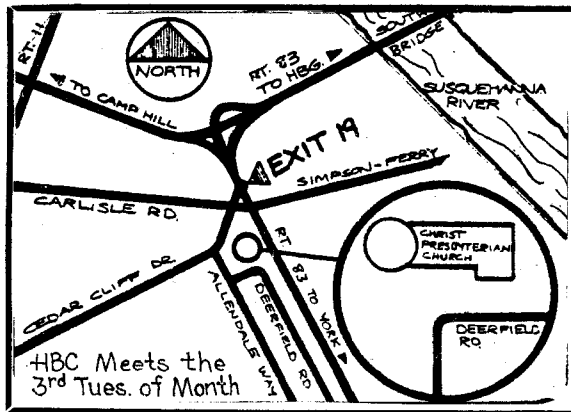 RT. 11
NORTH
RT. 83
TO HBG.
SOUTH
BRIDGE
TO CAMP HILL
SUSQUEHANNA
RIVER
EXIT 19
SIMPSON-FERRY
CARLISLE RD.
CHRIST
PRESBYTERIAN
CHURCH
RT. 83 TO YORK
CEDAR CLIFF DR.
ALLENDALE WAY
DEERFIELD RD
DEERFIELD
RD.
HBC Meets the
3rd Tues. of Month